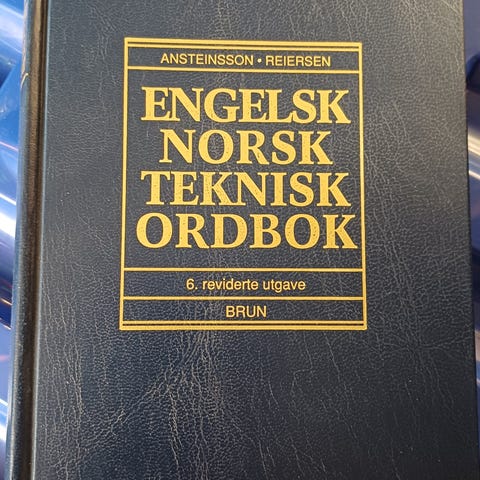 ANSTEINSSON • REIERSEN
ENGELSK
NORSK
TEKNISK
ORDBOK
6. reviderte utgave
BRUN